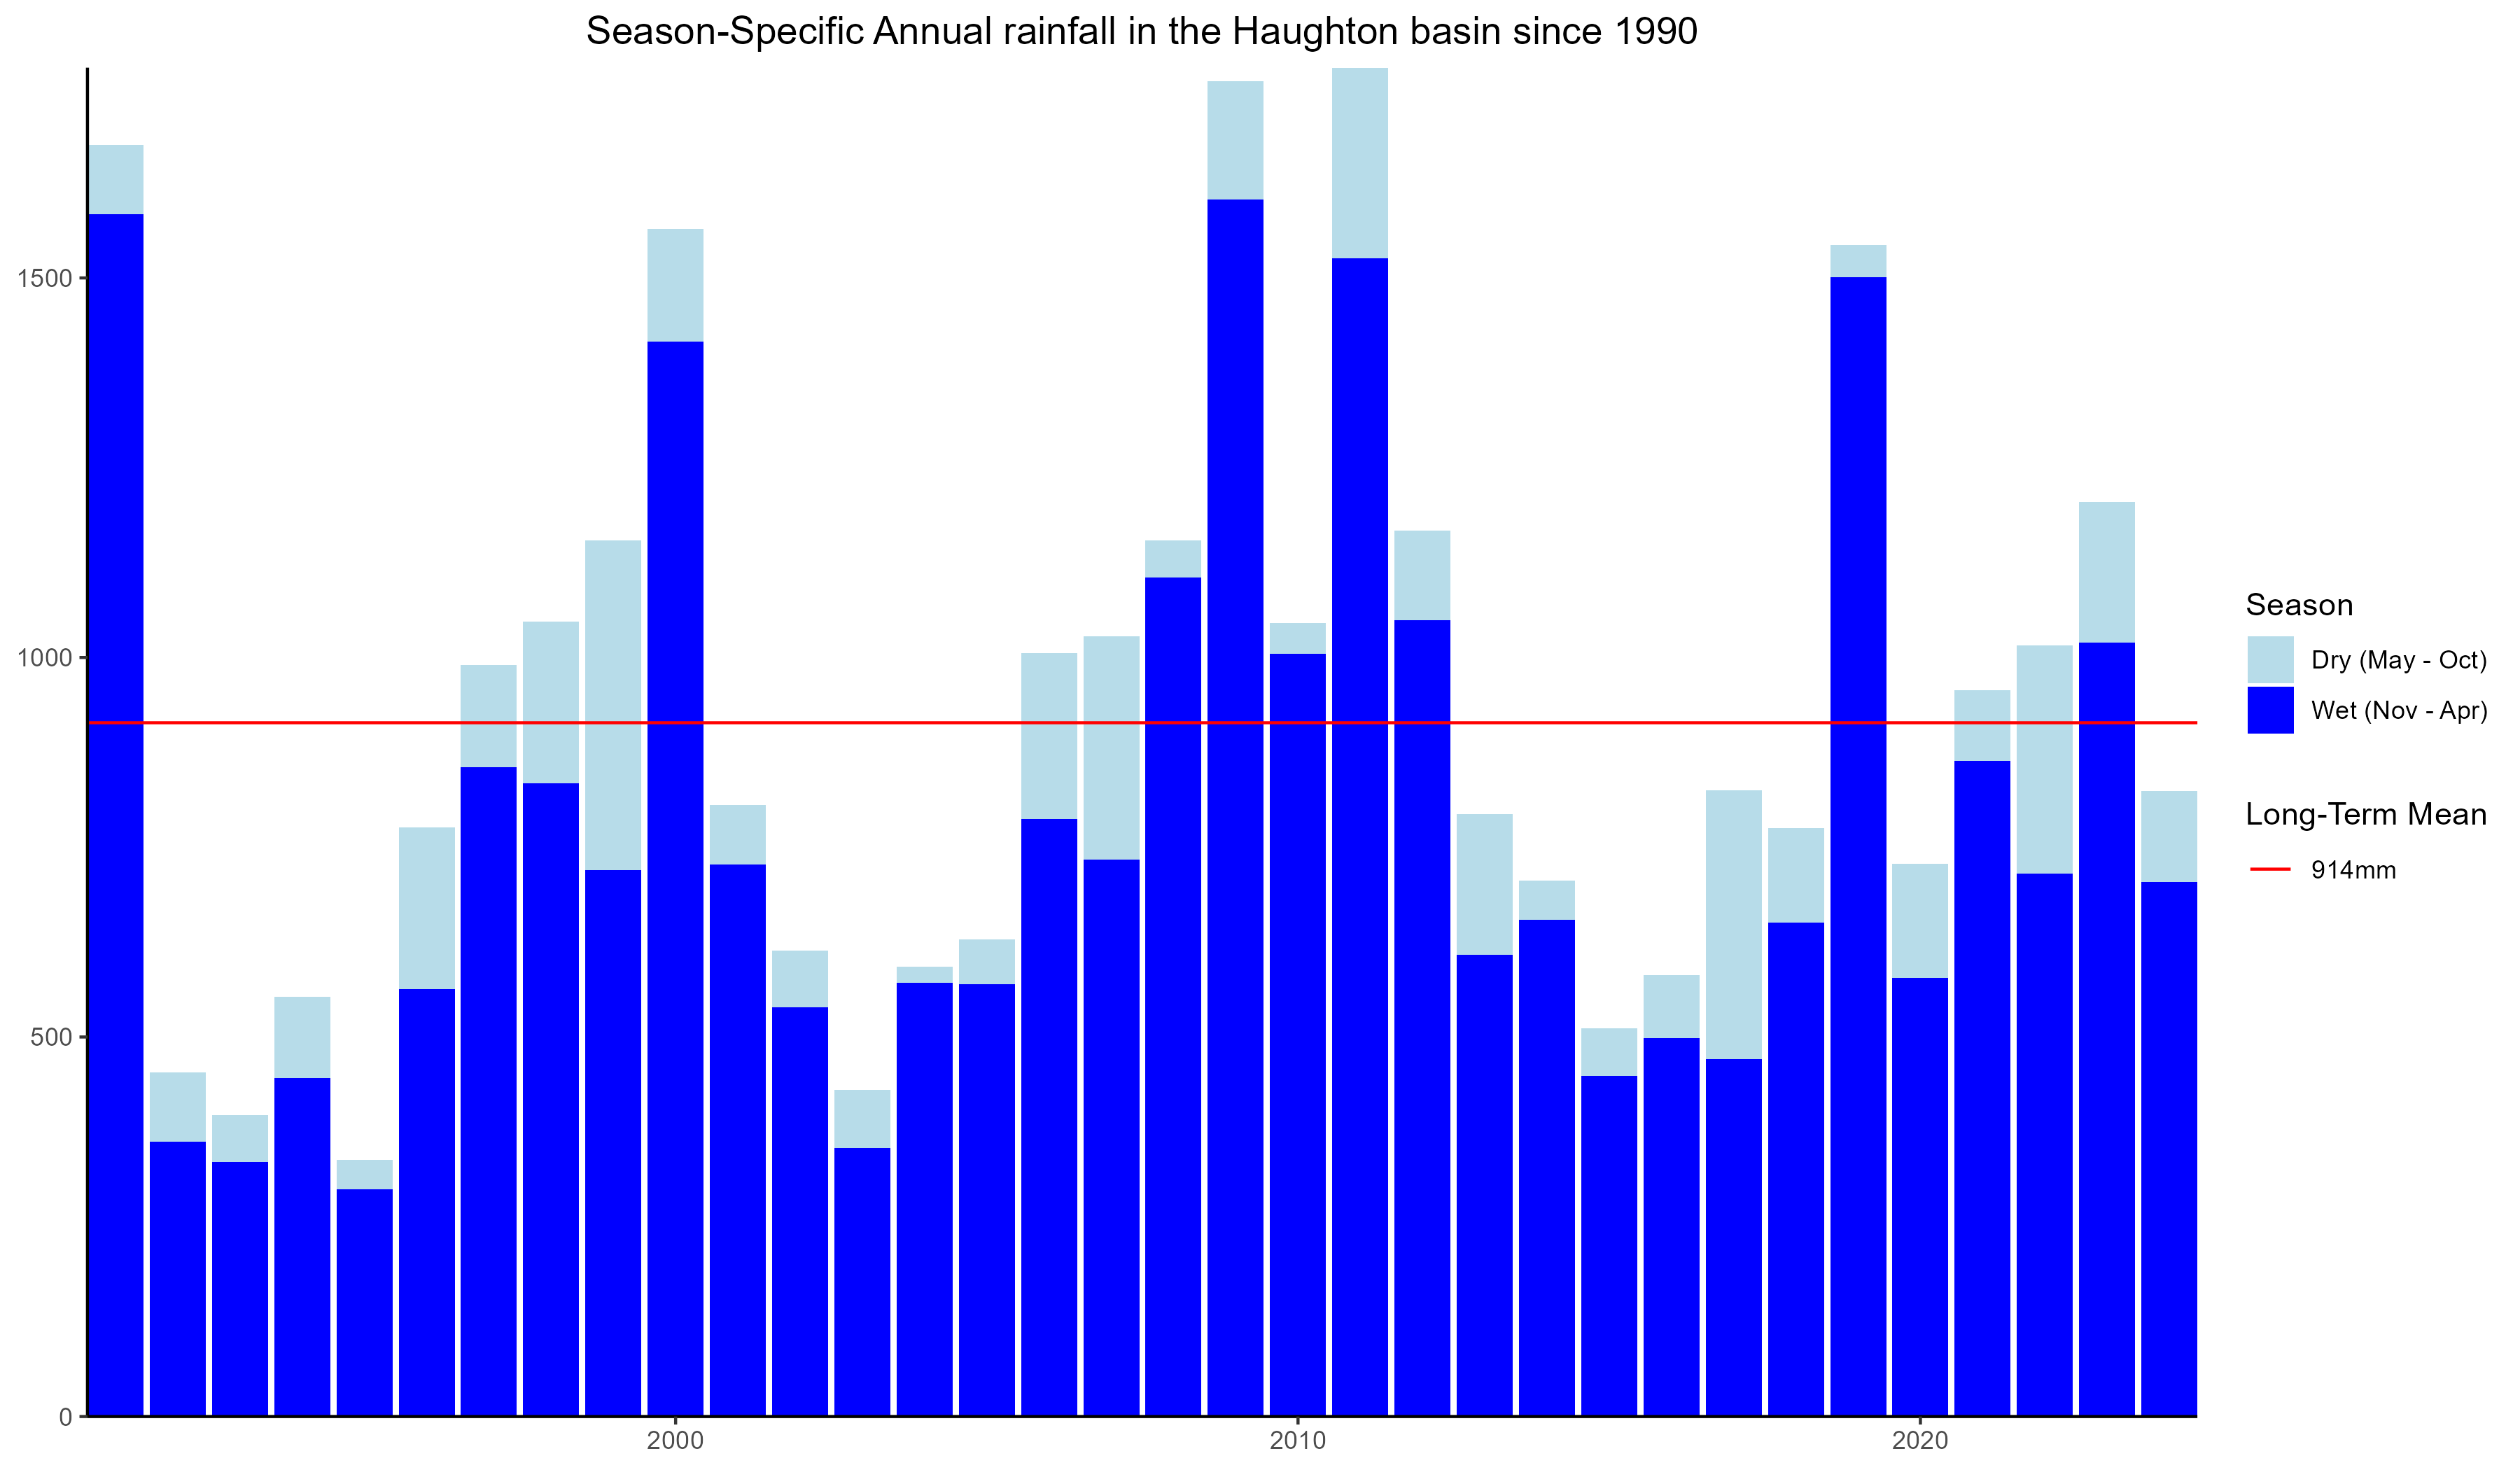 Season-Specific Annual rainfall in the Haughton basin since 1990
1500
1000
500
0
2000
2010
2020
Season
Dry (May - Oct)
Wet (Nov - Apr)
Long-Term Mean
914mm